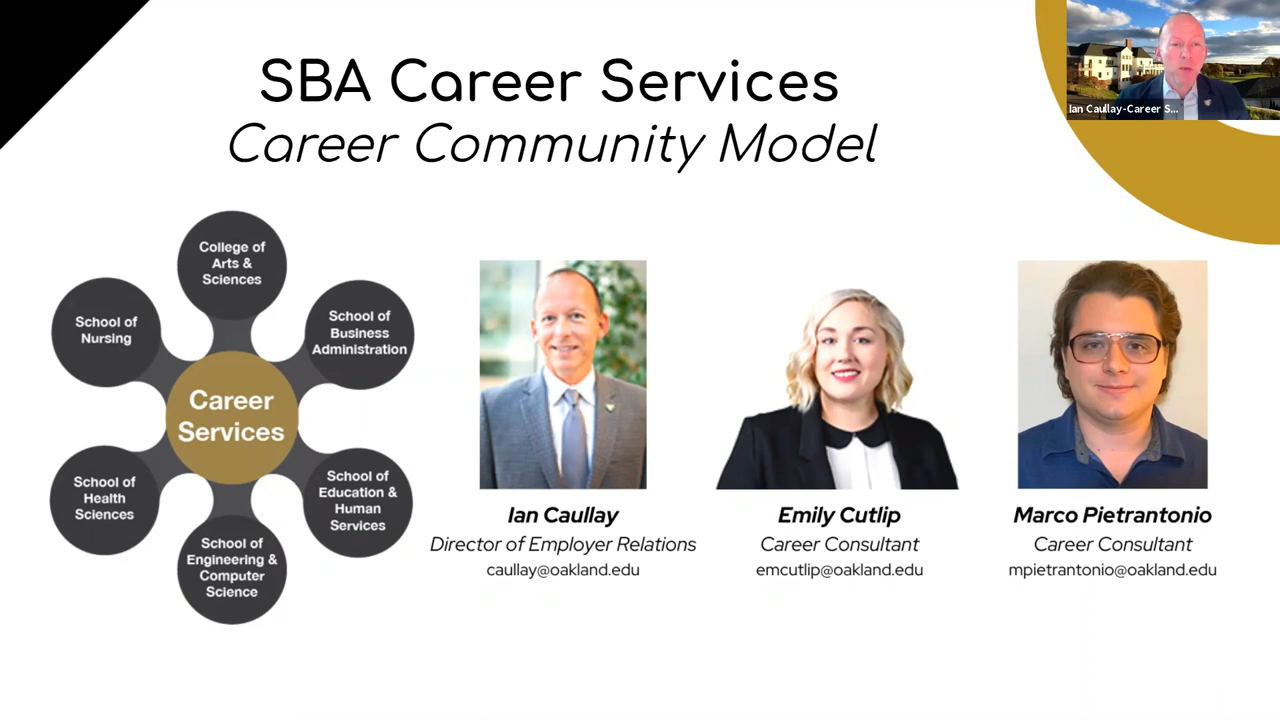 SBA Career Services
Career Community Model
Ian Caullay-Career S...
College of
Arts &
Sciences
School of
Nursing
School of
Business
Administration
Career
Services
School of
Health
Sciences
School of
Education &
Human
Services
School of
Engineering &
Computer
Science
Ian Caullay
Director of Employer Relations
caullay@oakland.edu
Emily Cutlip
Career Consultant
emcutlip@oakland.edu
Marco Pietrantonio
Career Consultant
mpietrantonio@oakland.edu